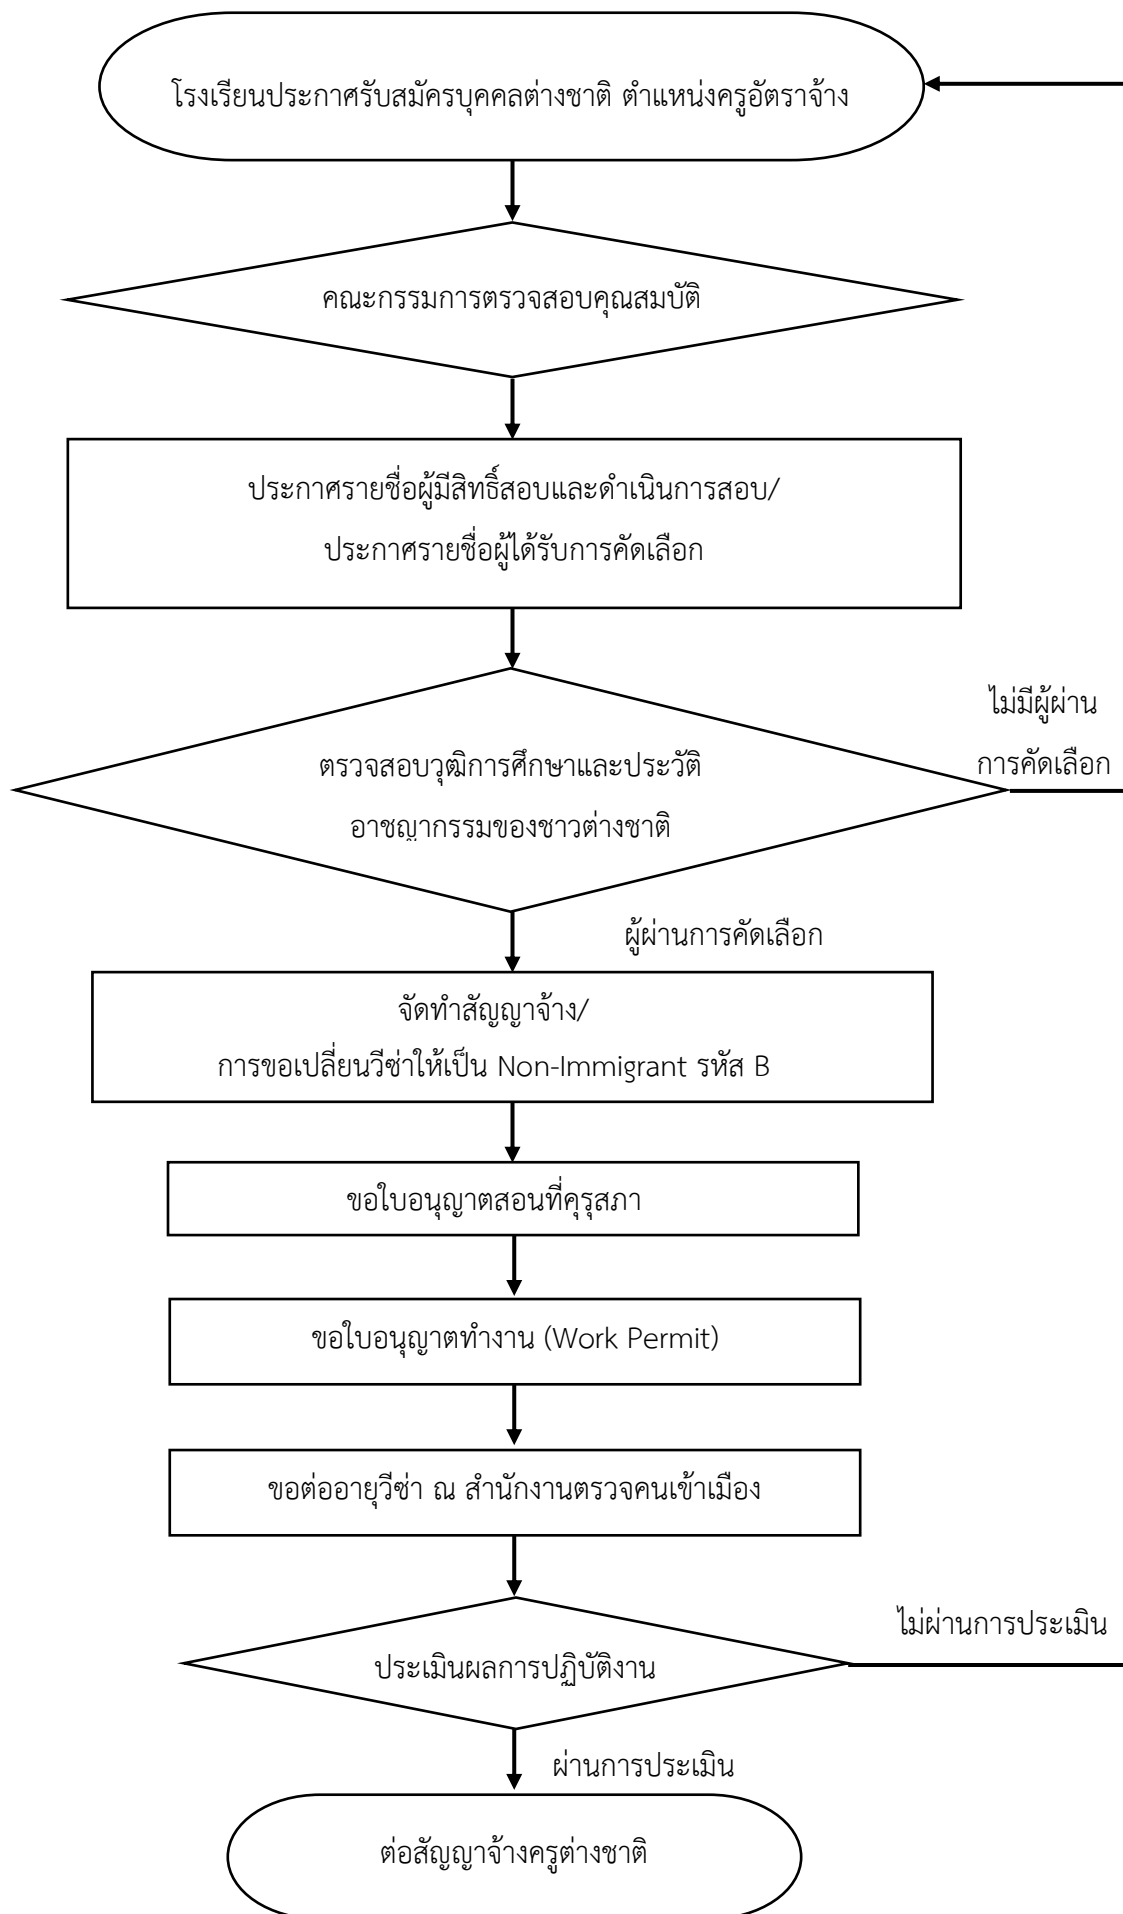 โรงเรียนประกาศรับสมัครบุคคลต่างชาติ ตำแหน่งครูอัตราจ้าง
คณะกรรมการตรวจสอบคุณสมบัติ
ประกาศรายชื่อผู้มีสิทธิ์สอบและดำเนินการสอบ/
ประกาศรายชื่อผู้ได้รับการคัดเลือก
ไม่มีผู้ผ่าน
การคัดเลือก
ตรวจสอบวุฒิการศึกษาและประวัติ
อาชญากรรมของชาวต่างชาติ
ผู้ผ่านการคัดเลือก
จัดทำสัญญาจ้าง/
การขอเปลี่ยนวีซ่าให้เป็น Non-Immigrant รหัส B
ขอใบอนุญาตสอนที่คุรุสภา
ขอใบอนุญาตทำงาน (Work Permit)
ขอต่ออายุวีซ่า ณ สำนักงานตรวจคนเข้าเมือง
ไม่ผ่านการประเมิน
ประเมินผลการปฏิบัติงาน
ผ่านการประเมิน
ต่อสัญญาจ้างครูต่างชาติ